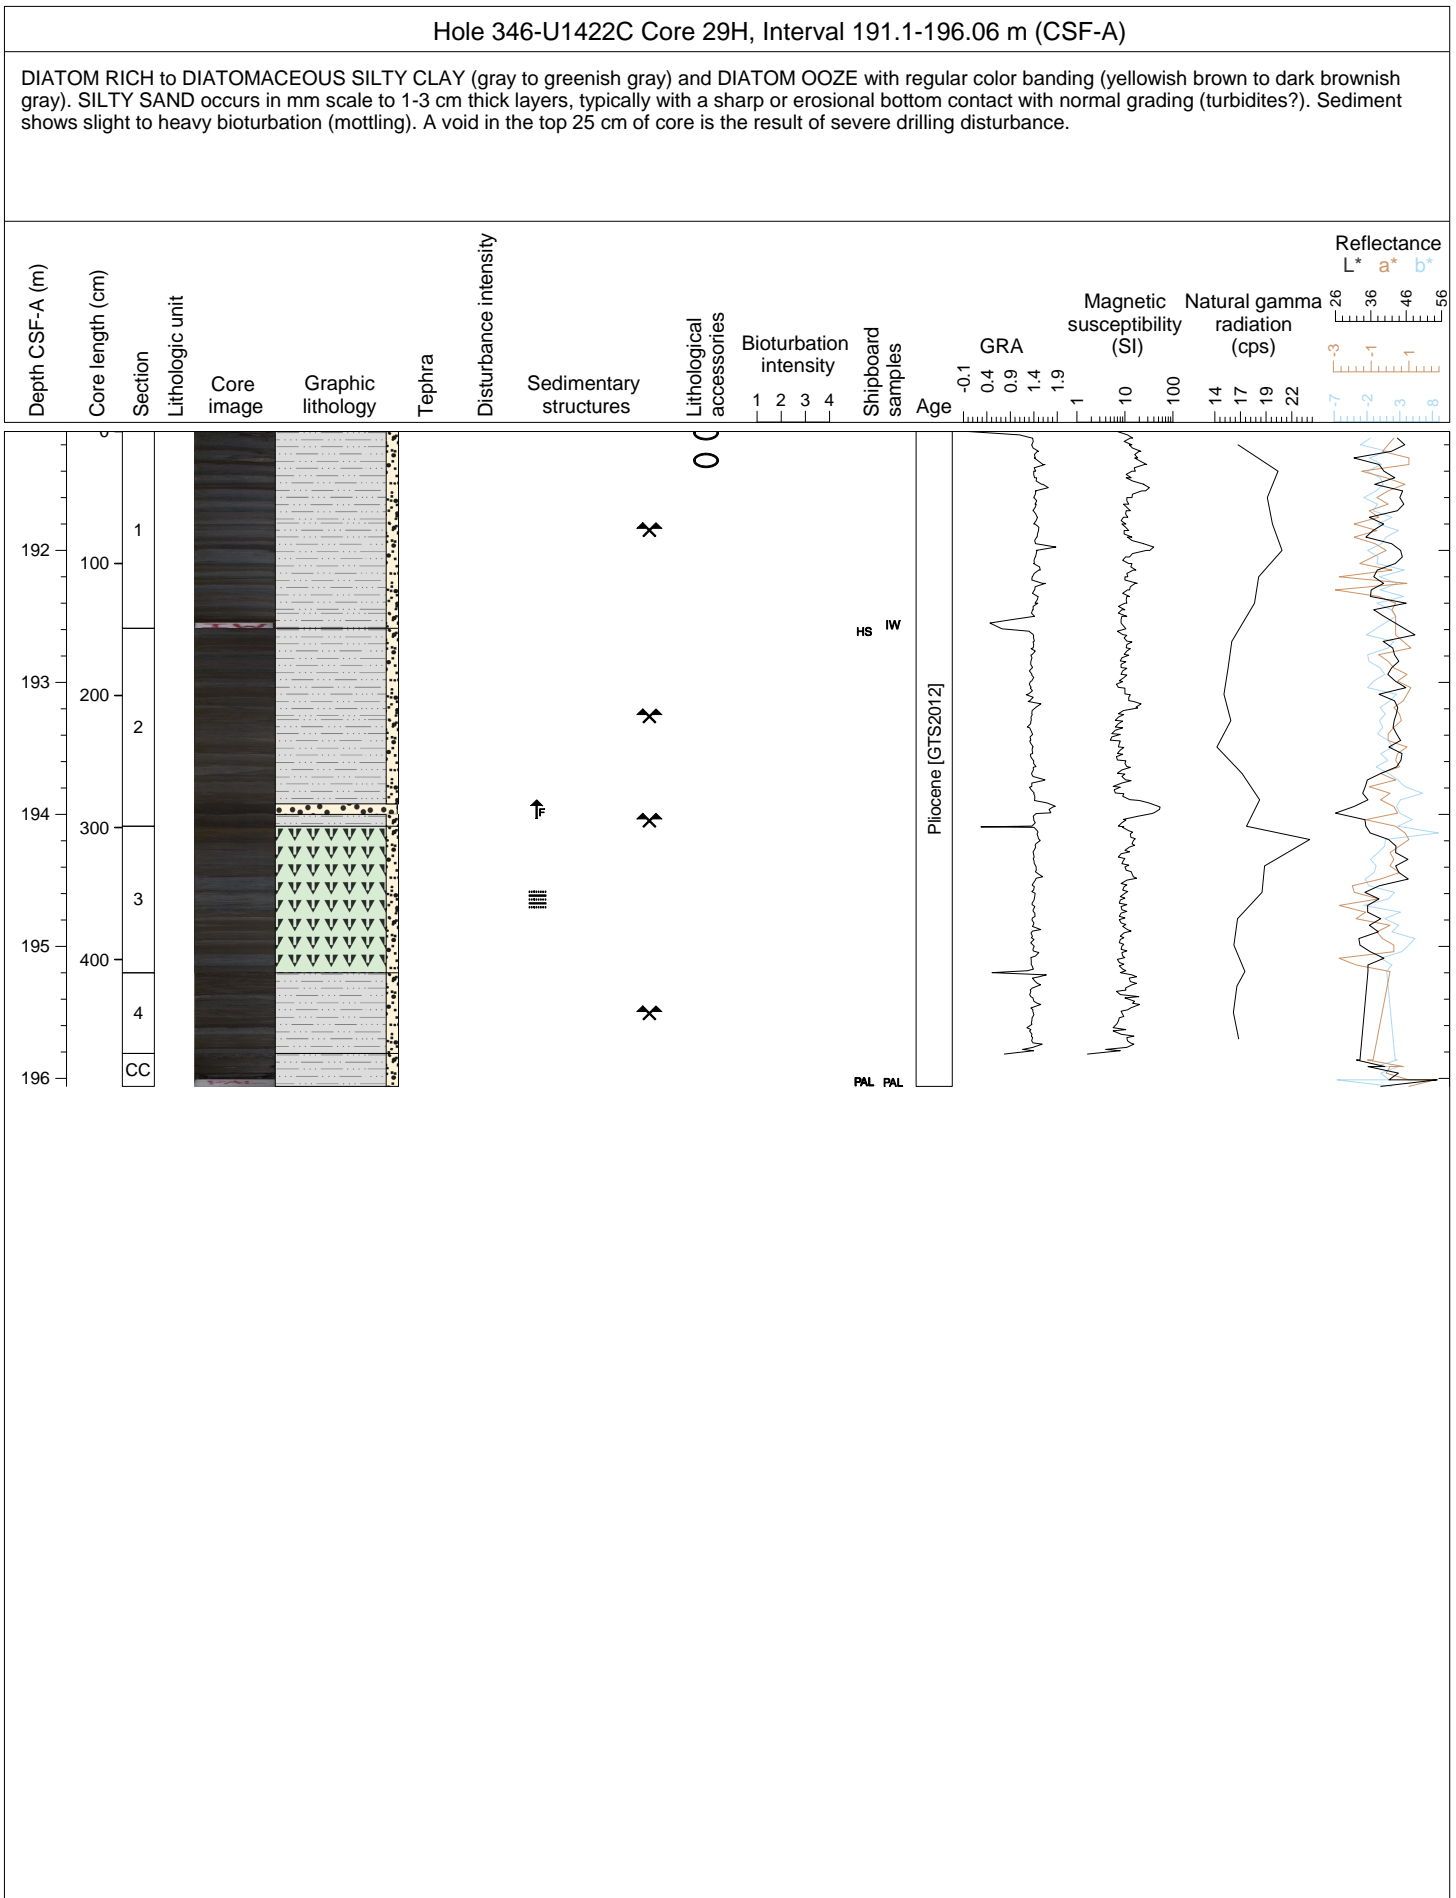 Hole 346-U1422C Core 29H, Interval 191.1-196.06 m (CSF-A)
DIATOM RICH to DIATOMACEOUS SILTY CLAY (gray to greenish gray) and DIATOM OOZE with regular color banding (yellowish brown to dark brownish
gray). SILTY SAND occurs in mm scale to 1-3 cm thick layers, typically with a sharp or erosional bottom contact with normal grading (turbidites?). Sediment
shows slight to heavy bioturbation (mottling). A void in the top 25 cm of core is the result of severe drilling disturbance.
Depth CSF-A (m)
Core length (cm)
Section
Lithologic unit
Core
image
Graphic
lithology
Tephra
Disturbance intensity
Sedimentary
structures
Lithological
accessories
Bioturbation
intensity
1 2 3 4
Shipboard
samples
Age
GRA
-0.1 0.4 0.9 1.4 1.9
Magnetic
susceptibility
(SI)
1 10 100
Natural gamma
radiation
(cps)
14 17 19 22
Reflectance
L* a* b*
26 36 46 56
-3 -1 1
-7 -2 3 8
0
1
192
100
IW
HS IW
193
200
2
Pliocene [GTS2012]
194
F
300
3
195
400
4
CC
196
PAL
PAL PAL